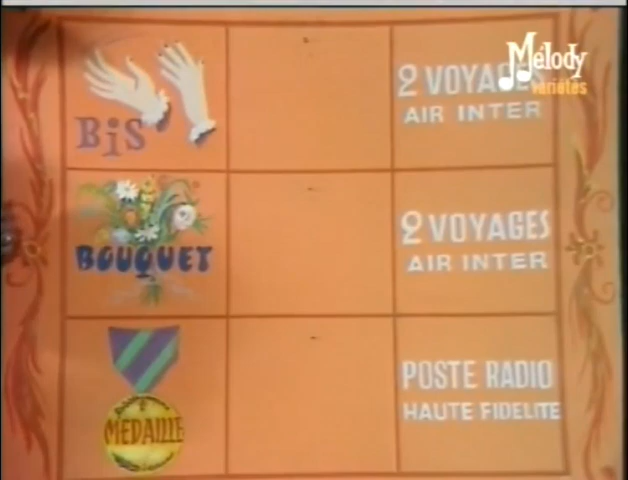 Mélody
variétés
BiS
2 VOYAGES
AIR INTER
BOUQUET
2 VOYAGES
AIR INTER
MEDAILLE
POSTE RADIO
HAUTE FIDELITE